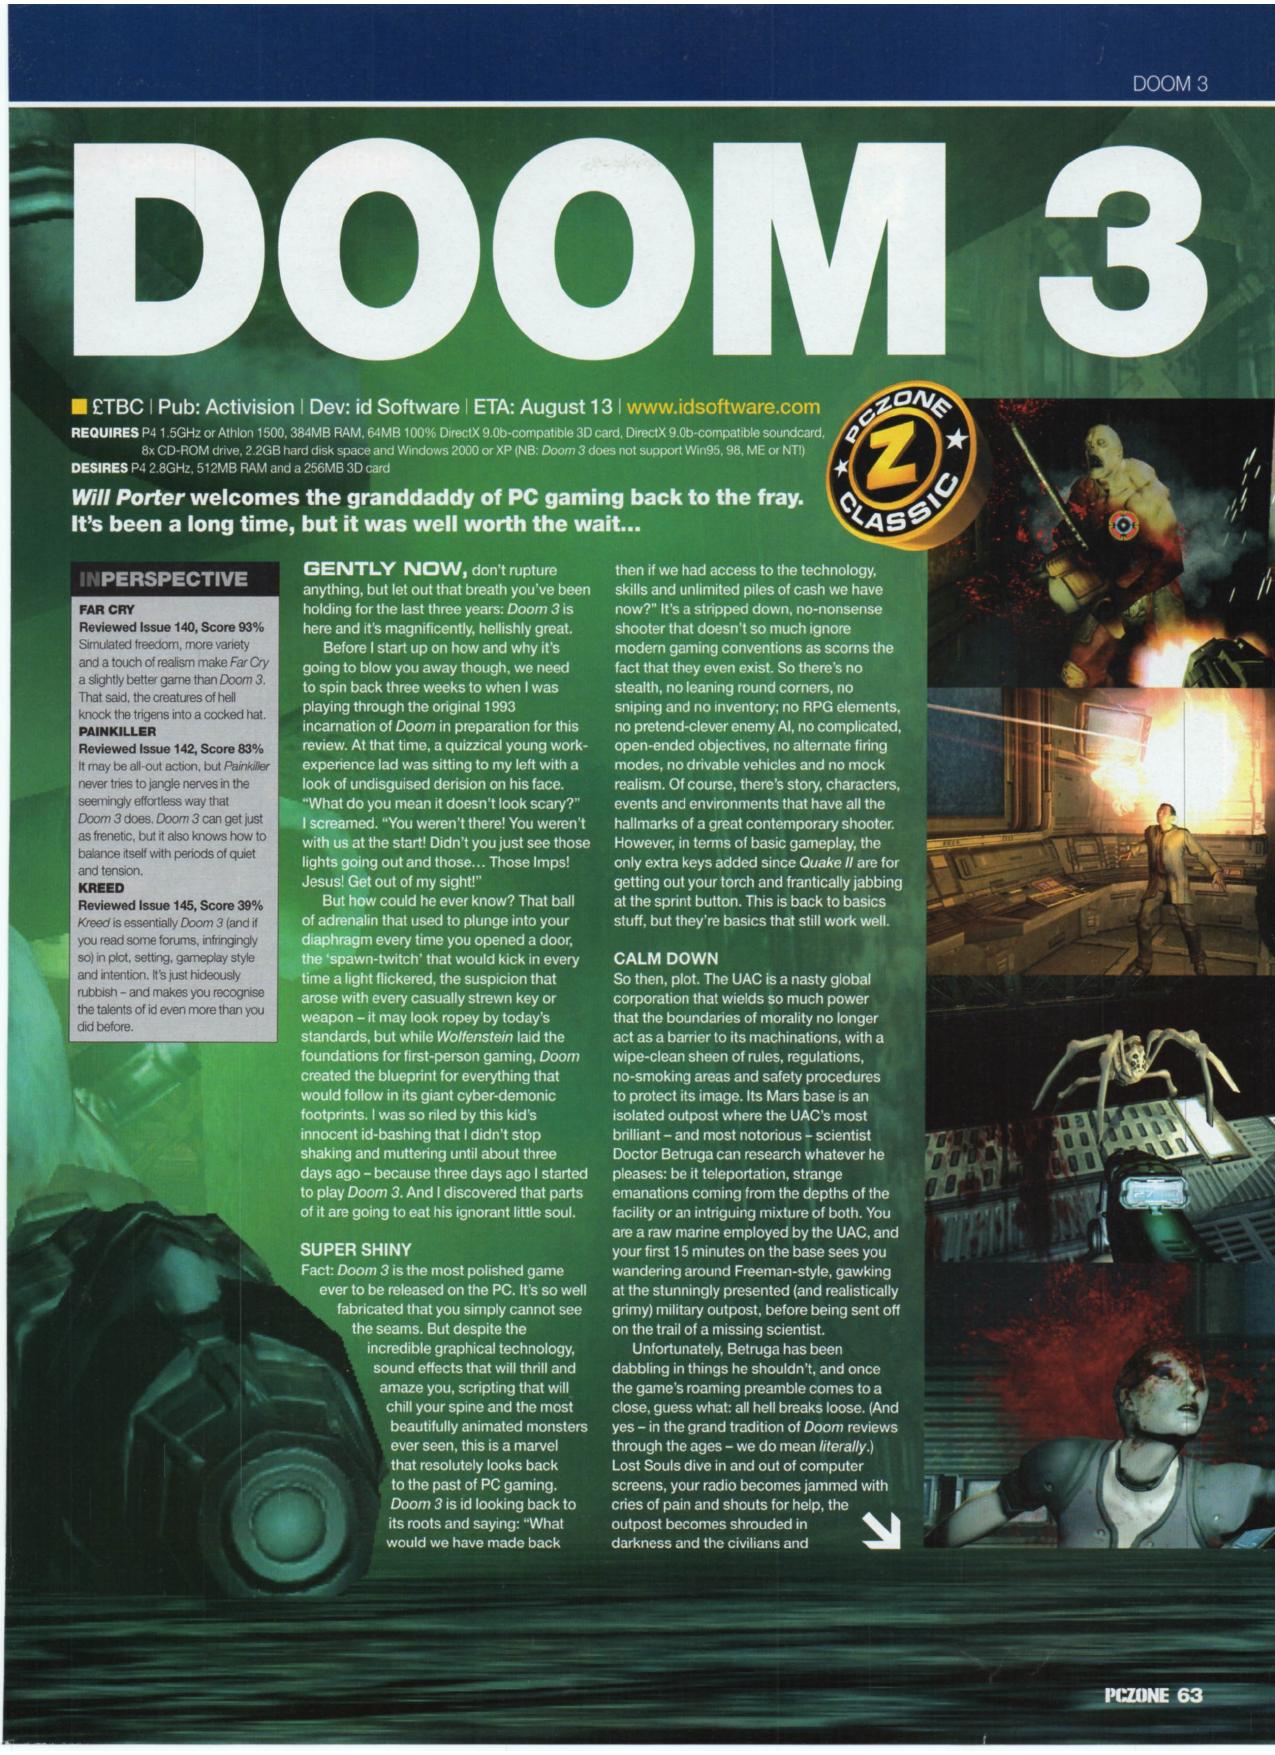 DOOM 3
DOOM 3
£TBC | Pub: Activision | Dev: id Software | ETA: August 13 | www.idsoftware.com
REQUIRES P4 1.5GHz or Athlon 1500, 384MB RAM, 64MB 100% DirectX 9.0b-compatible 3D card, DirectX 9.0b-compatible soundcard,
8x CD-ROM drive, 2.2GB hard disk space and Windows 2000 or XP (NB: Doom 3 does not support Win95, 98, ME or NT!)
DESIRES P4 2.8GHz, 512MB RAM and a 256MB 3D card
PCZONE
Z
CLASSIC
Will Porter welcomes the granddaddy of PC gaming back to the fray.
It's been a long time, but it was well worth the wait...
INPERSPECTIVE
FAR CRY
Reviewed Issue 140, Score 93%
Simulated freedom, more variety
and a touch of realism make Far Cry
a slightly better game than Doom 3.
That said, the creatures of hell
knock the trigens into a cocked hat.
PAINKILLER
Reviewed Issue 142, Score 83%
It may be all-out action, but Painkiller
never tries to jangle nerves in the
seemingly effortless way that
Doom 3 does. Doom 3 can get just
as frenetic, but it also knows how to
balance itself with periods of quiet
and tension.
KREED
Reviewed Issue 145, Score 39%
Kreed is essentially Doom 3 (and if
you read some forums, infringingly
so) in plot, setting, gameplay style
and intention. It's just hideously
rubbish – and makes you recognise
the talents of id even more than you
did before.
GENTLY NOW, don't rupture
anything, but let out that breath you've been
holding for the last three years: Doom 3 is
here and it's magnificently, hellishly great.
Before I start up on how and why it's
going to blow you away though, we need
to spin back three weeks to when I was
playing through the original 1993
incarnation of Doom in preparation for this
review. At that time, a quizzical young work-
experience lad was sitting to my left with a
look of undisguised derision on his face.
"What do you mean it doesn't look scary?"
I screamed. "You weren't there! You weren't
with us at the start! Didn't you just see those
lights going out and those... Those Imps!
Jesus! Get out of my sight!"
But how could he ever know? That ball
of adrenalin that used to plunge into your
diaphragm every time you opened a door,
the 'spawn-twitch' that would kick in every
time a light flickered, the suspicion that
arose with every casually strewn key or
weapon – it may look ropey by today's
standards, but while Wolfenstein laid the
foundations for first-person gaming, Doom
created the blueprint for everything that
would follow in its giant cyber-demonic
footprints. I was so riled by this kid's
innocent id-bashing that I didn't stop
shaking and muttering until about three
days ago – because three days ago I started
to play Doom 3. And I discovered that parts
of it are going to eat his ignorant little soul.
SUPER SHINY
Fact: Doom 3 is the most polished game
ever to be released on the PC. It's so well
fabricated that you simply cannot see
the seams. But despite the
incredible graphical technology,
sound effects that will thrill and
amaze you, scripting that will
chill your spine and the most
beautifully animated monsters
ever seen, this is a marvel
that resolutely looks back
to the past of PC gaming.
Doom 3 is id looking back to
its roots and saying: "What
would we have made back
then if we had access to the technology,
skills and unlimited piles of cash we have
now?" It's a stripped down, no-nonsense
shooter that doesn't so much ignore
modern gaming conventions as scorns the
fact that they even exist. So there's no
stealth, no leaning round corners, no
sniping and no inventory; no RPG elements,
no pretend-clever enemy AI, no complicated,
open-ended objectives, no alternate firing
modes, no drivable vehicles and no mock
realism. Of course, there's story, characters,
events and environments that have all the
hallmarks of a great contemporary shooter.
However, in terms of basic gameplay, the
only extra keys added since Quake II are for
getting out your torch and frantically jabbing
at the sprint button. This is back to basics
stuff, but they're basics that still work well.
CALM DOWN
So then, plot. The UAC is a nasty global
corporation that wields so much power
that the boundaries of morality no longer
act as a barrier to its machinations, with a
wipe-clean sheen of rules, regulations,
no-smoking areas and safety procedures
to protect its image. Its Mars base is an
isolated outpost where the UAC's most
brilliant – and most notorious – scientist
Doctor Betruga can research whatever he
pleases: be it teleportation, strange
emanations coming from the depths of the
facility or an intriguing mixture of both. You
are a raw marine employed by the UAC, and
your first 15 minutes on the base sees you
wandering around Freeman-style, gawking
at the stunningly presented (and realistically
grimy) military outpost, before being sent off
on the trail of a missing scientist.
Unfortunately, Betruga has been
dabbling in things he shouldn't, and once
the game's roaming preamble comes to a
close, guess what: all hell breaks loose. (And
yes – in the grand tradition of Doom reviews
through the ages – we do mean literally.)
Lost Souls dive in and out of computer
screens, your radio becomes jammed with
cries of pain and shouts for help, the
outpost becomes shrouded in
darkness and the civilians and
PCZONE 63